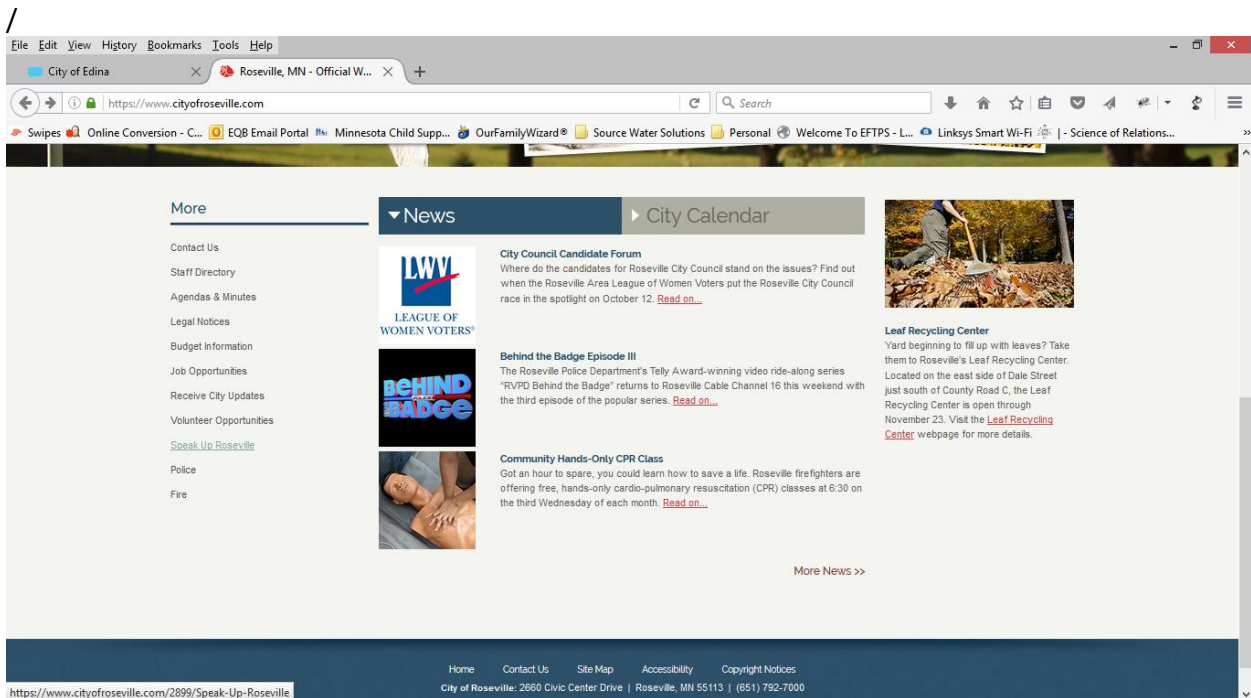 /
File Edit View History Bookmarks Tools Help
City of Edina
Roseville, MN - Official W...
https://www.cityofroseville.com
Search
Swipes
Online Conversion - C...
EQB Email Portal
Minnesota Child Supp...
OurFamilyWizard®
Source Water Solutions
Personal
Welcome To EFTPS - L...
Linksys Smart Wi-Fi
|- Science of Relations...
More
Contact Us
Staff Directory
Agendas & Minutes
Legal Notices
Budget Information
Job Opportunities
Receive City Updates
Volunteer Opportunities
Speak Up Roseville
Police
Fire
News
City Calendar
LWV
LEAGUE OF
WOMEN VOTERS®
City Council Candidate Forum
Where do the candidates for Roseville City Council stand on the issues? Find out
when the Roseville Area League of Women Voters put the Roseville City Council
race in the spotlight on October 12. Read on...
BEHIND
THE BADGE
Behind the Badge Episode III
The Roseville Police Department's Telly Award-winning video ride-along series
"RVPD Behind the Badge" returns to Roseville Cable Channel 16 this weekend with
the third episode of the popular series. Read on...
Community Hands-Only CPR Class
Got an hour to spare, you could learn how to save a life. Roseville firefighters are
offering free, hands-only cardio-pulmonary resuscitation (CPR) classes at 6:30 on
the third Wednesday of each month. Read on...
More News >>
Leaf Recycling Center
Yard beginning to fill up with leaves? Take
them to Roseville's Leaf Recycling Center.
Located on the east side of Dale Street
just south of County Road C, the Leaf
Recycling Center is open through
November 23. Visit the Leaf Recycling
Center webpage for more details.
Home Contact Us Site Map Accessibility Copyright Notices
City of Roseville: 2660 Civic Center Drive | Roseville, MN 55113 | (651) 792-7000
https://www.cityofroseville.com/2899/Speak-Up-Roseville